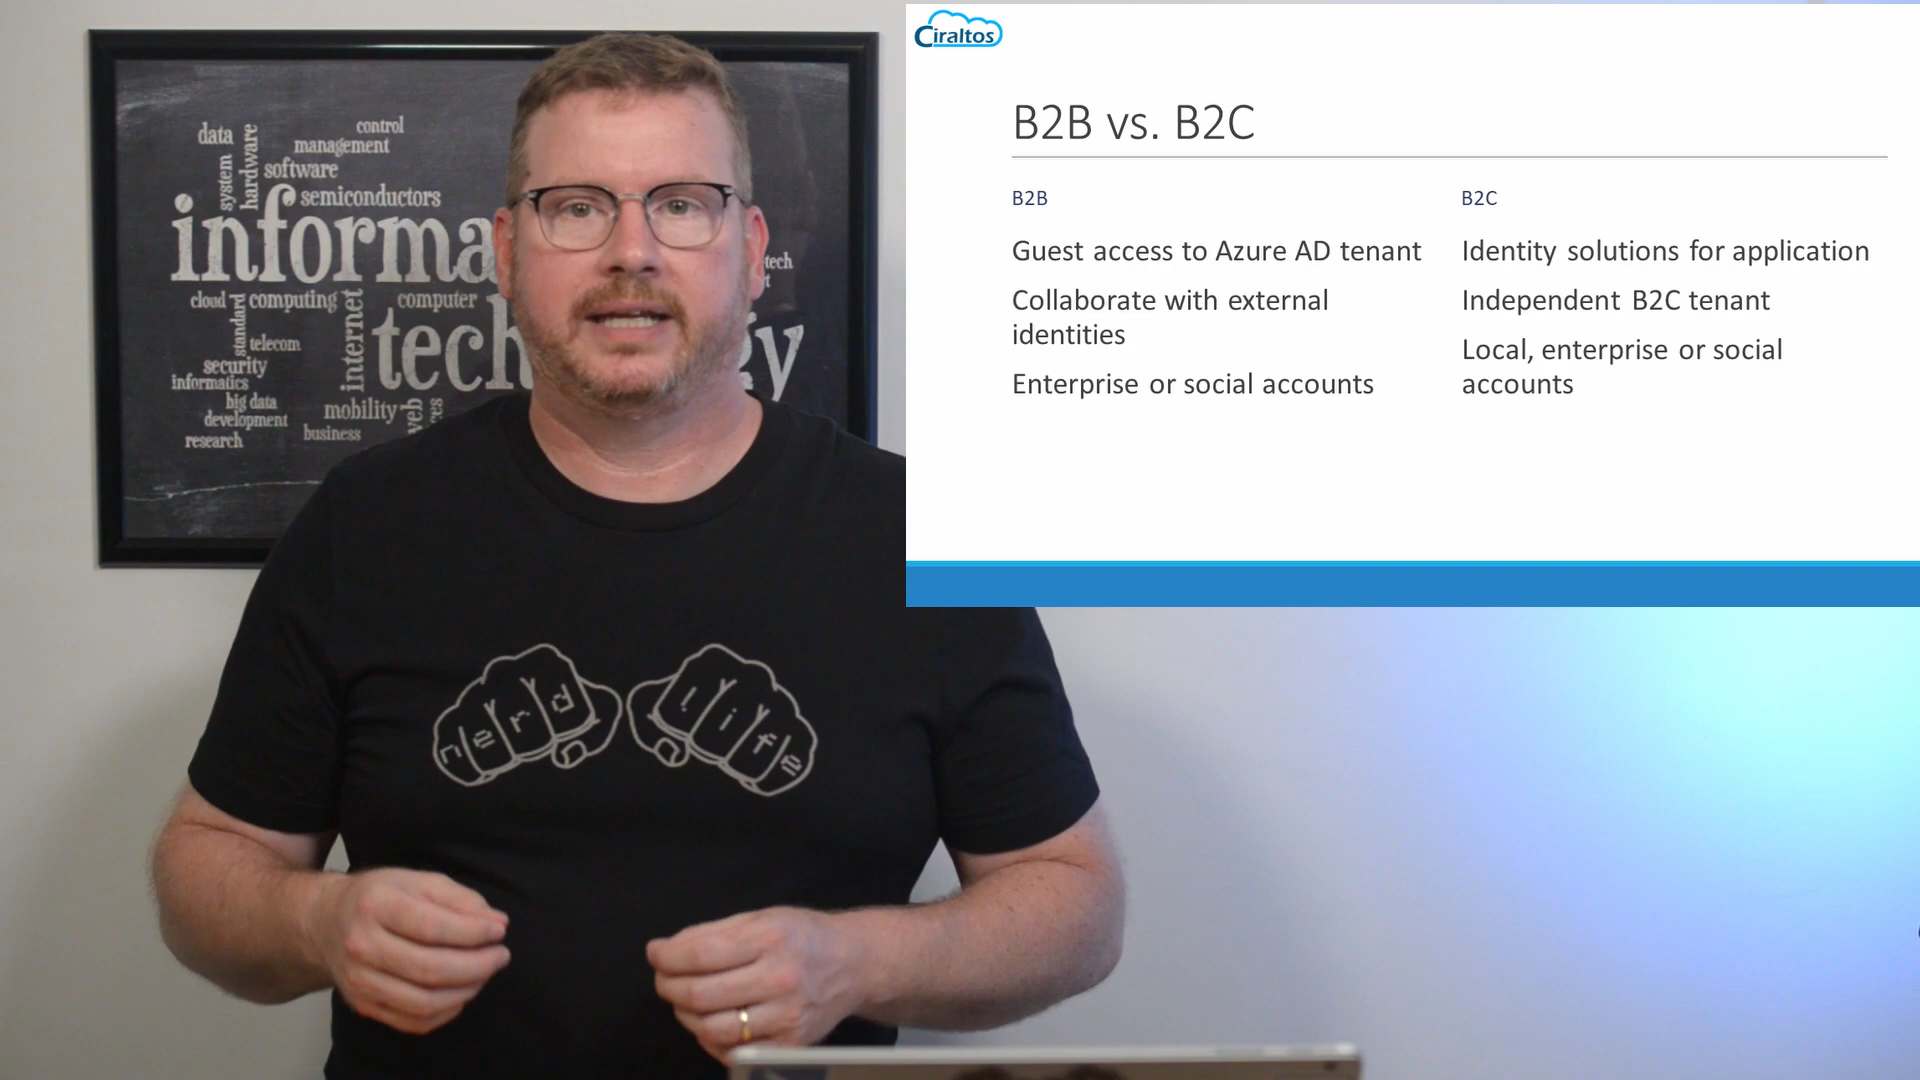 Ciraltos
B2B vs. B2C
B2B
Guest access to Azure AD tenant
Collaborate with external
identities
Enterprise or social accounts
B2C
Identity solutions for application
Independent B2C tenant
Local, enterprise or social
accounts
data
control
management
system
hardware
software
semiconductors
informa
tech
cloud
computing
computer
standard
internet
tech
gy
telecom
security
informatics
big data
mobility
web
development
business
research
nerd
life